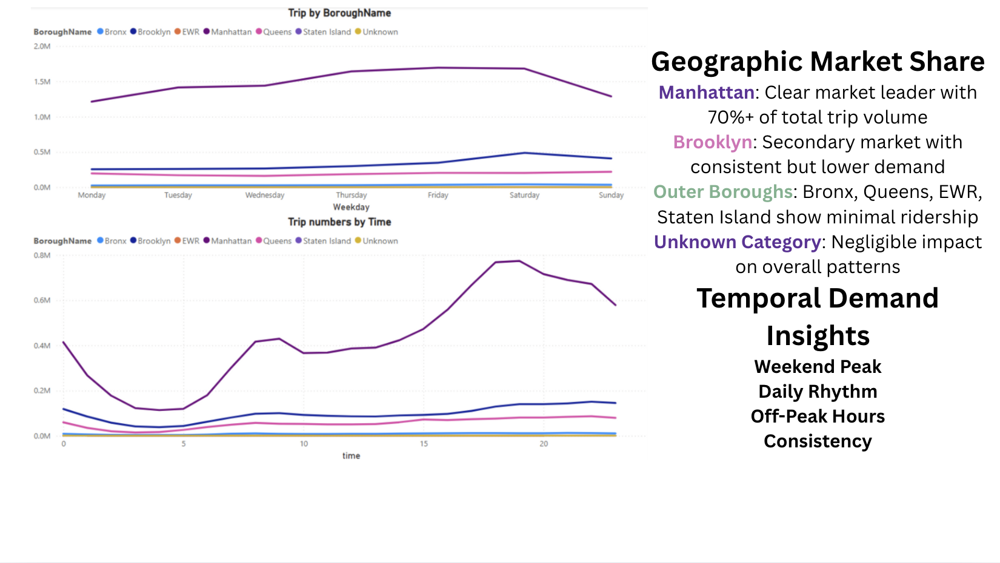 Trip by BoroughName
BoroughName Bronx Brooklyn EWR Manhattan Queens Staten Island Unknown
2.0M
1.5M
1.0M
0.5M
0.0M
Monday Tuesday Wednesday Thursday Friday Saturday Sunday
Weekday
Trip numbers by Time
BoroughName Bronx Brooklyn EWR Manhattan Queens Staten Island Unknown
0.8M
0.6M
0.4M
0.2M
0.0M
0 5 10 15 20
time
Geographic Market Share
Manhattan: Clear market leader with
70%+ of total trip volume
Brooklyn: Secondary market with
consistent but lower demand
Outer Boroughs: Bronx, Queens, EWR,
Staten Island show minimal ridership
Unknown Category: Negligible impact
on overall patterns
Temporal Demand
Insights
Weekend Peak
Daily Rhythm
Off-Peak Hours
Consistency